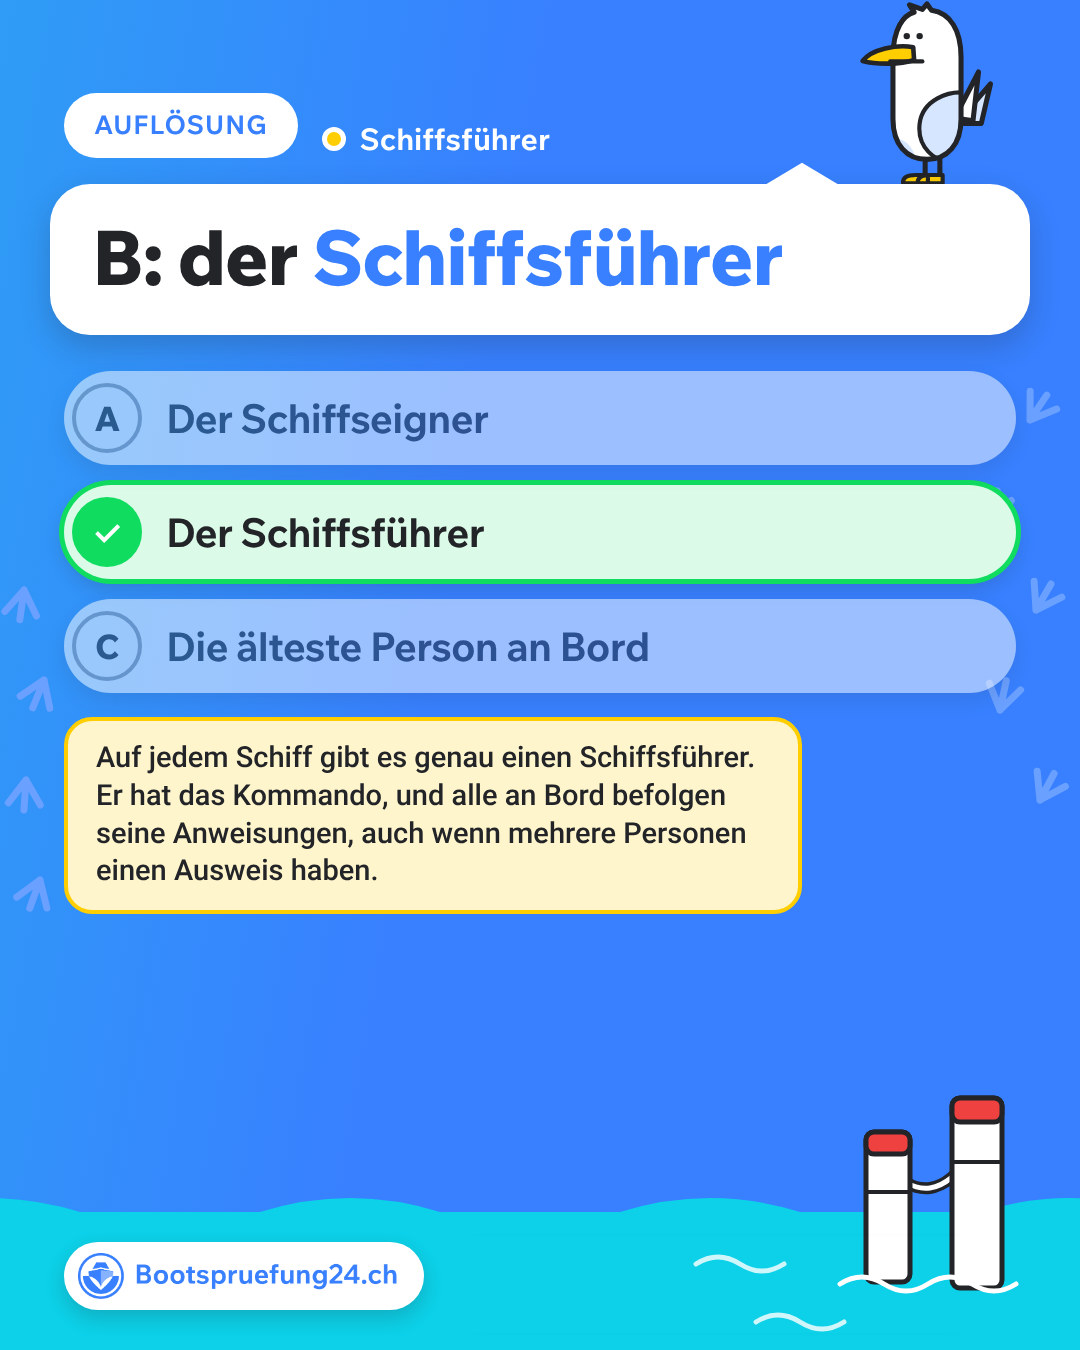 AUFLÖSUNG
Schiffsführer
B: der Schiffsführer
A Der Schiffseigner
Der Schiffsführer
C Die älteste Person an Bord
Auf jedem Schiff gibt es genau einen Schiffsführer.
Er hat das Kommando, und alle an Bord befolgen
seine Anweisungen, auch wenn mehrere Personen
einen Ausweis haben.
Bootspruefung24.ch